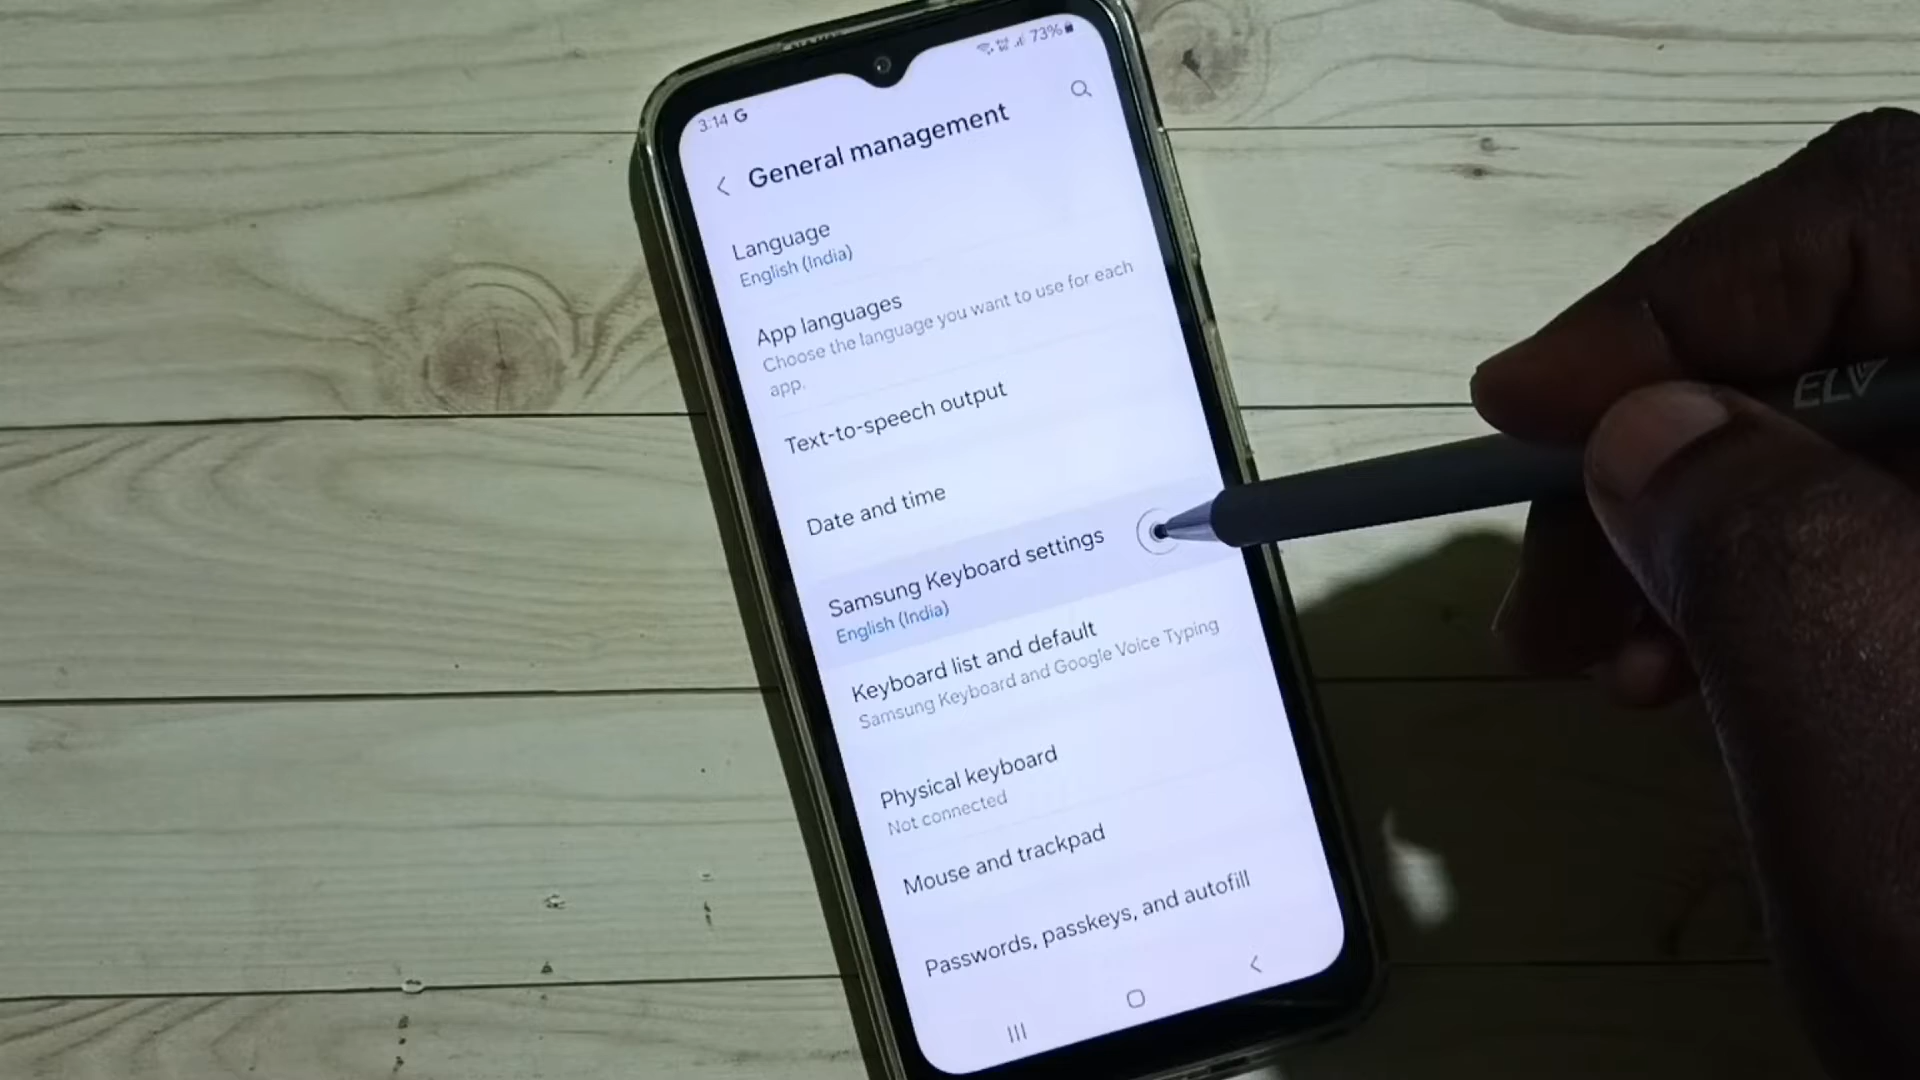 3:14 G
73%
General management
Language
English (India)
App languages
Choose the language you want to use for each
app.
Text-to-speech output
Date and time
Samsung Keyboard settings
English (India)
Keyboard list and default
Samsung Keyboard and Google Voice Typing
Physical keyboard
Not connected
Mouse and trackpad
Passwords, passkeys, and autofill
ELV